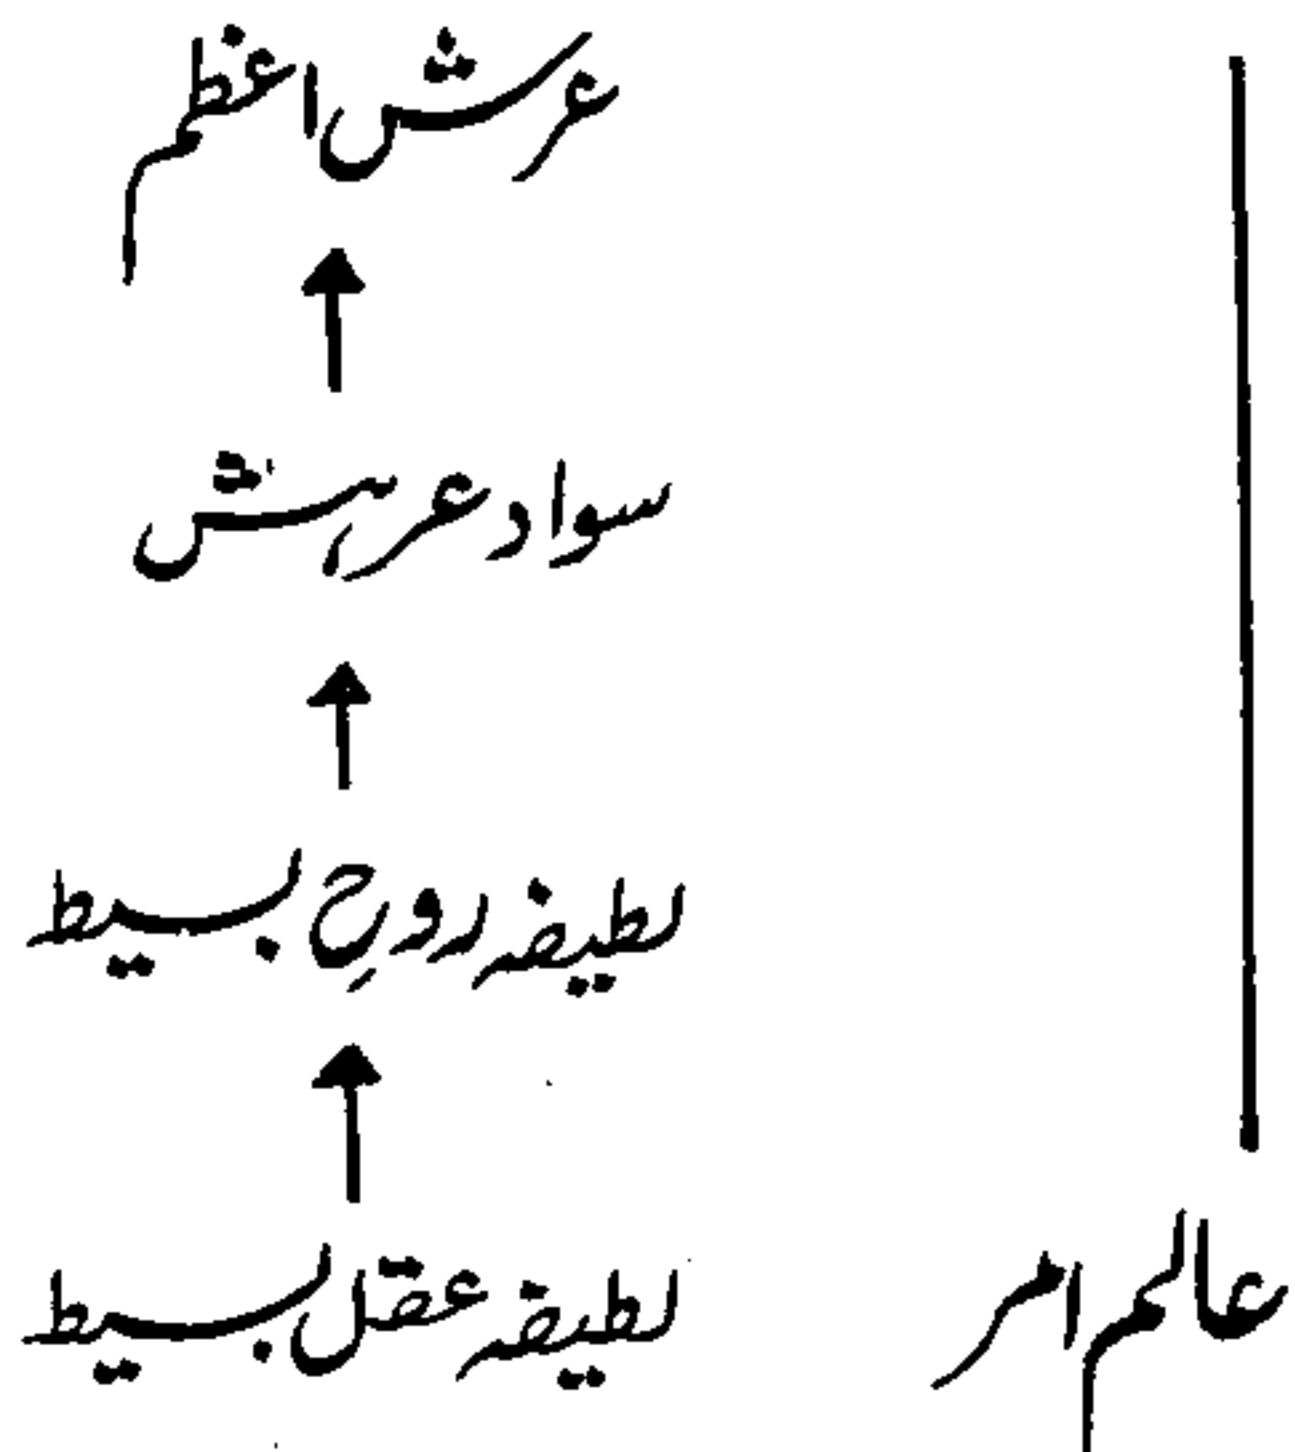 عرش اعظم
سواد عرش
لطیفہ روحِ بسیط
لطیفہ عقل بسیط
عالم امر